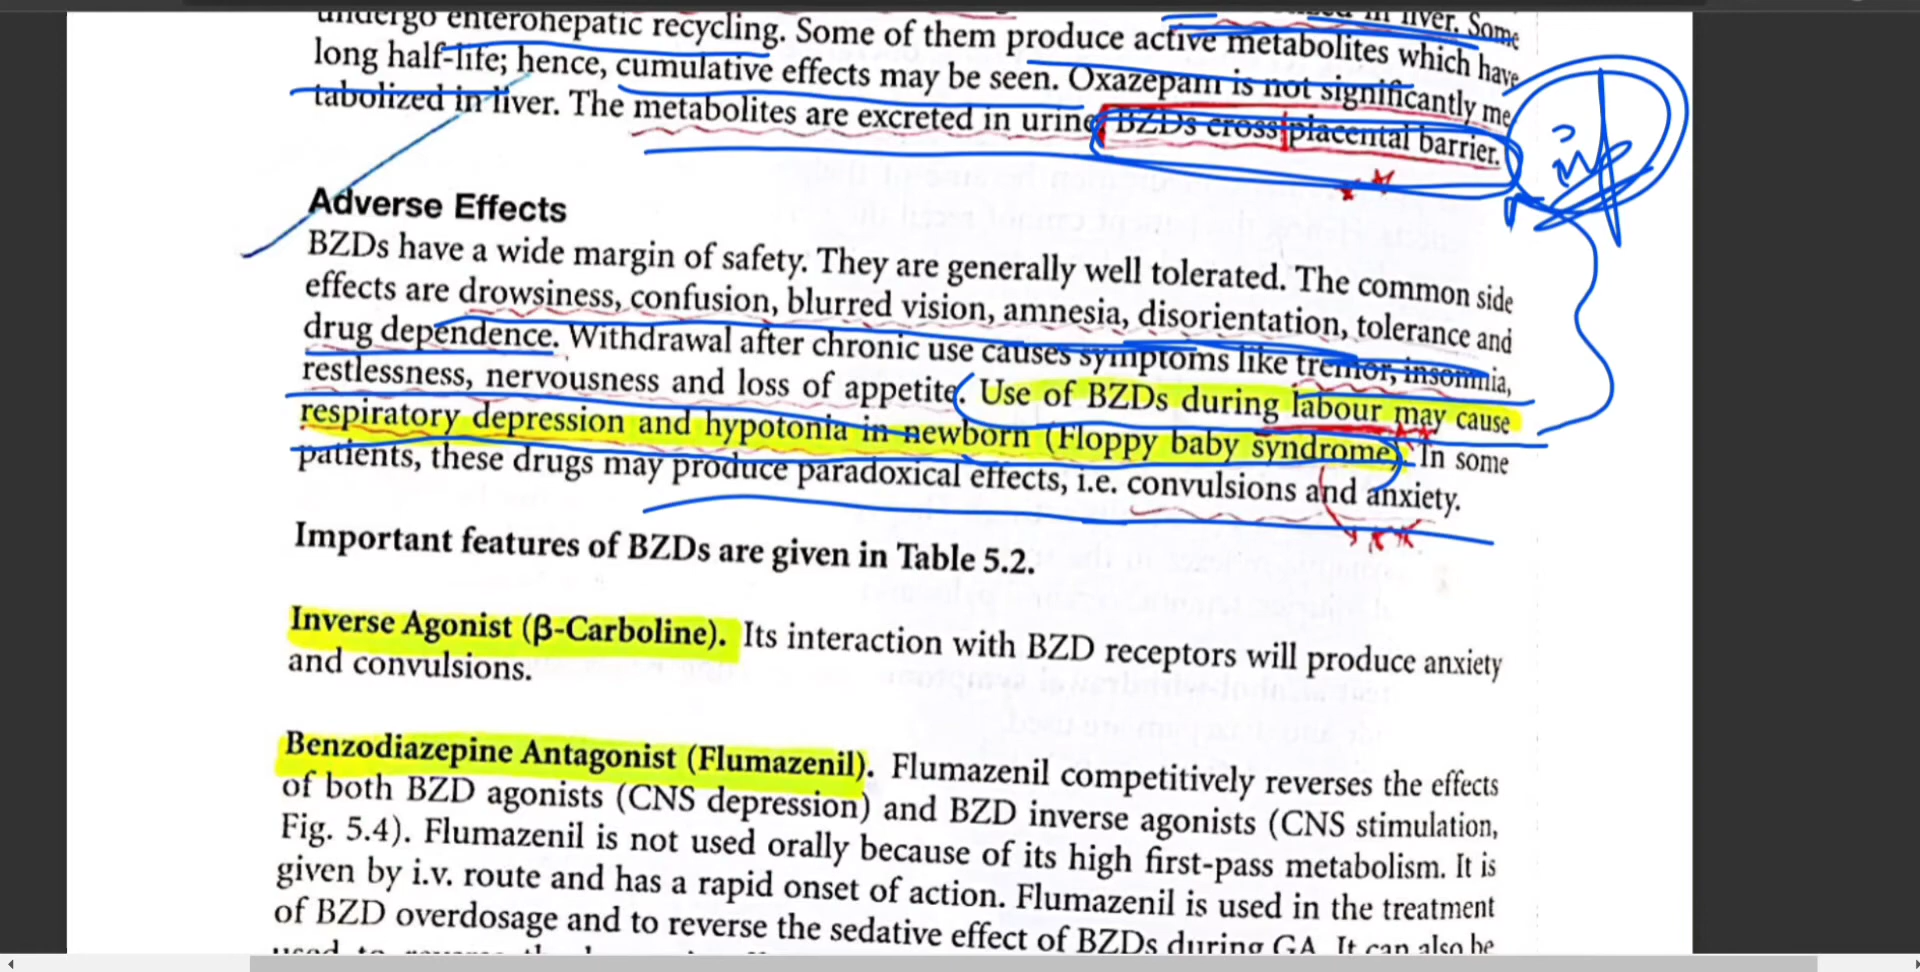 undergo enterohepatic recycling. Some of them produce active metabolites which have
in liver. Some
long half-life; hence, cumulative effects may be seen. Oxazepam is not significantly me
tabolized in liver. The metabolites are excreted in urine. BZDs cross placental barrier.
imp
Adverse Effects
BZDs have a wide margin of safety. They are generally well tolerated. The common side
effects are drowsiness, confusion, blurred vision, amnesia, disorientation, tolerance and
drug dependence. Withdrawal after chronic use causes symptoms like tremor, insomnia,
restlessness, nervousness and loss of appetite. Use of BZDs during labour may cause
respiratory depression and hypotonia in newborn (Floppy baby syndrome). In some
patients, these drugs may produce paradoxical effects, i.e. convulsions and anxiety.
Important features of BZDs are given in Table 5.2.
Inverse Agonist (β-Carboline). Its interaction with BZD receptors will produce anxiety
and convulsions.
Benzodiazepine Antagonist (Flumazenil). Flumazenil competitively reverses the effects
of both BZD agonists (CNS depression) and BZD inverse agonists (CNS stimulation,
Fig. 5.4). Flumazenil is not used orally because of its high first-pass metabolism. It is
given by i.v. route and has a rapid onset of action. Flumazenil is used in the treatment
of BZD overdosage and to reverse the sedative effect of BZDs during GA. It can also be